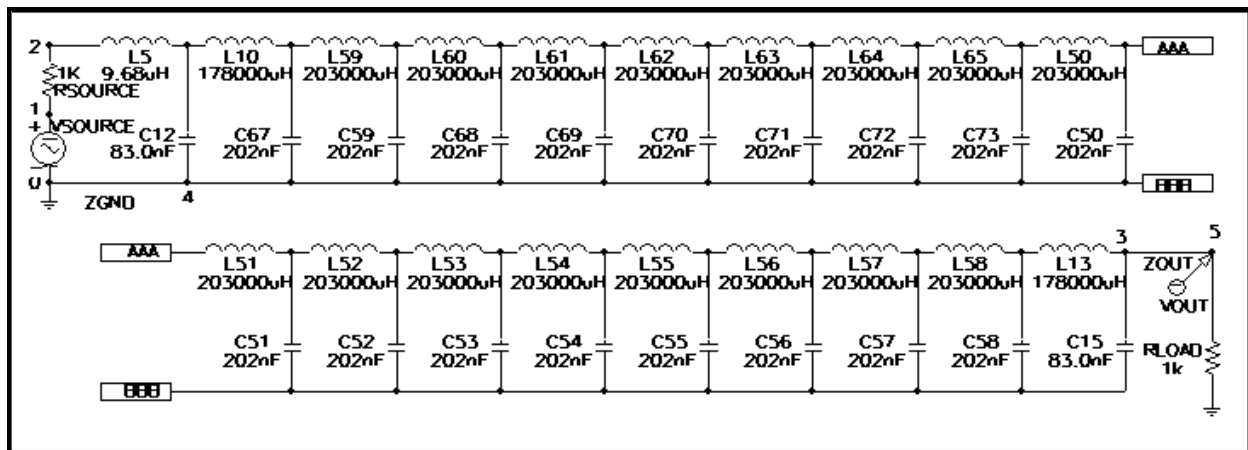 2 L5 L10 L59 L60 L61 L62 L63 L64 L65 L50 AAA
1K 9.68uH 178000uH 203000uH 203000uH 203000uH 203000uH 203000uH 203000uH 203000uH 203000uH
RSOURCE
1
+ VSOURCE
C12 C67 C59 C68 C69 C70 C71 C72 C73 C50
83.0nF 202nF 202nF 202nF 202nF 202nF 202nF 202nF 202nF 202nF
0 BBB
ZGND 4
3 5
AAA L51 L52 L53 L54 L55 L56 L57 L58 L13 ZOUT
203000uH 203000uH 203000uH 203000uH 203000uH 203000uH 203000uH 203000uH 178000uH
VOUT
C51 C52 C53 C54 C55 C56 C57 C58 C15 RLOAD
202nF 202nF 202nF 202nF 202nF 202nF 202nF 202nF 83.0nF 1k
BBB